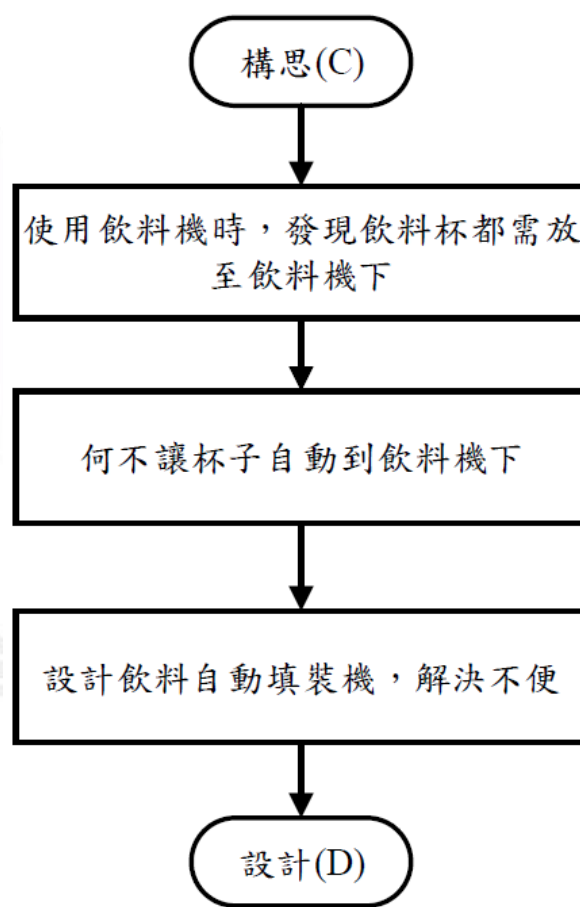 構思(C)
使用飲料機時，發現飲料杯都需放
至飲料機下
何不讓杯子自動到飲料機下
設計飲料自動填裝機，解決不便
設計(D)